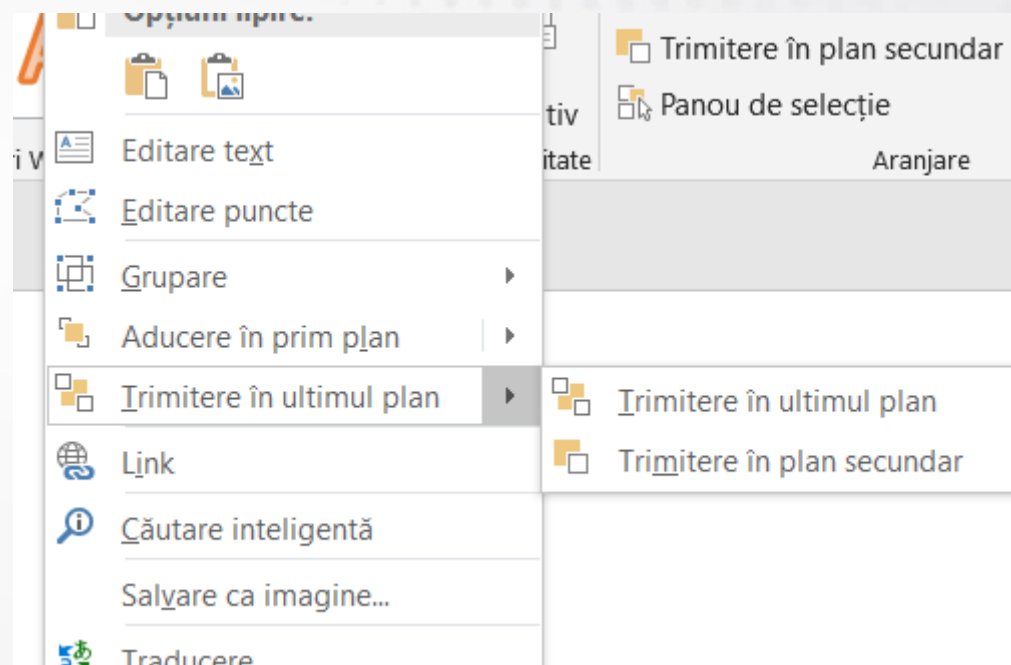 Opțiuni lipire:
Trimitere în plan secundar
Panou de selecție
tiv
itate
Aranjare
Editare text
Editare puncte
Grupare
Aducere în prim plan
Trimitere în ultimul plan
Trimitere în ultimul plan
Trimitere în plan secundar
Link
Căutare inteligentă
Salvare ca imagine...
Traducere